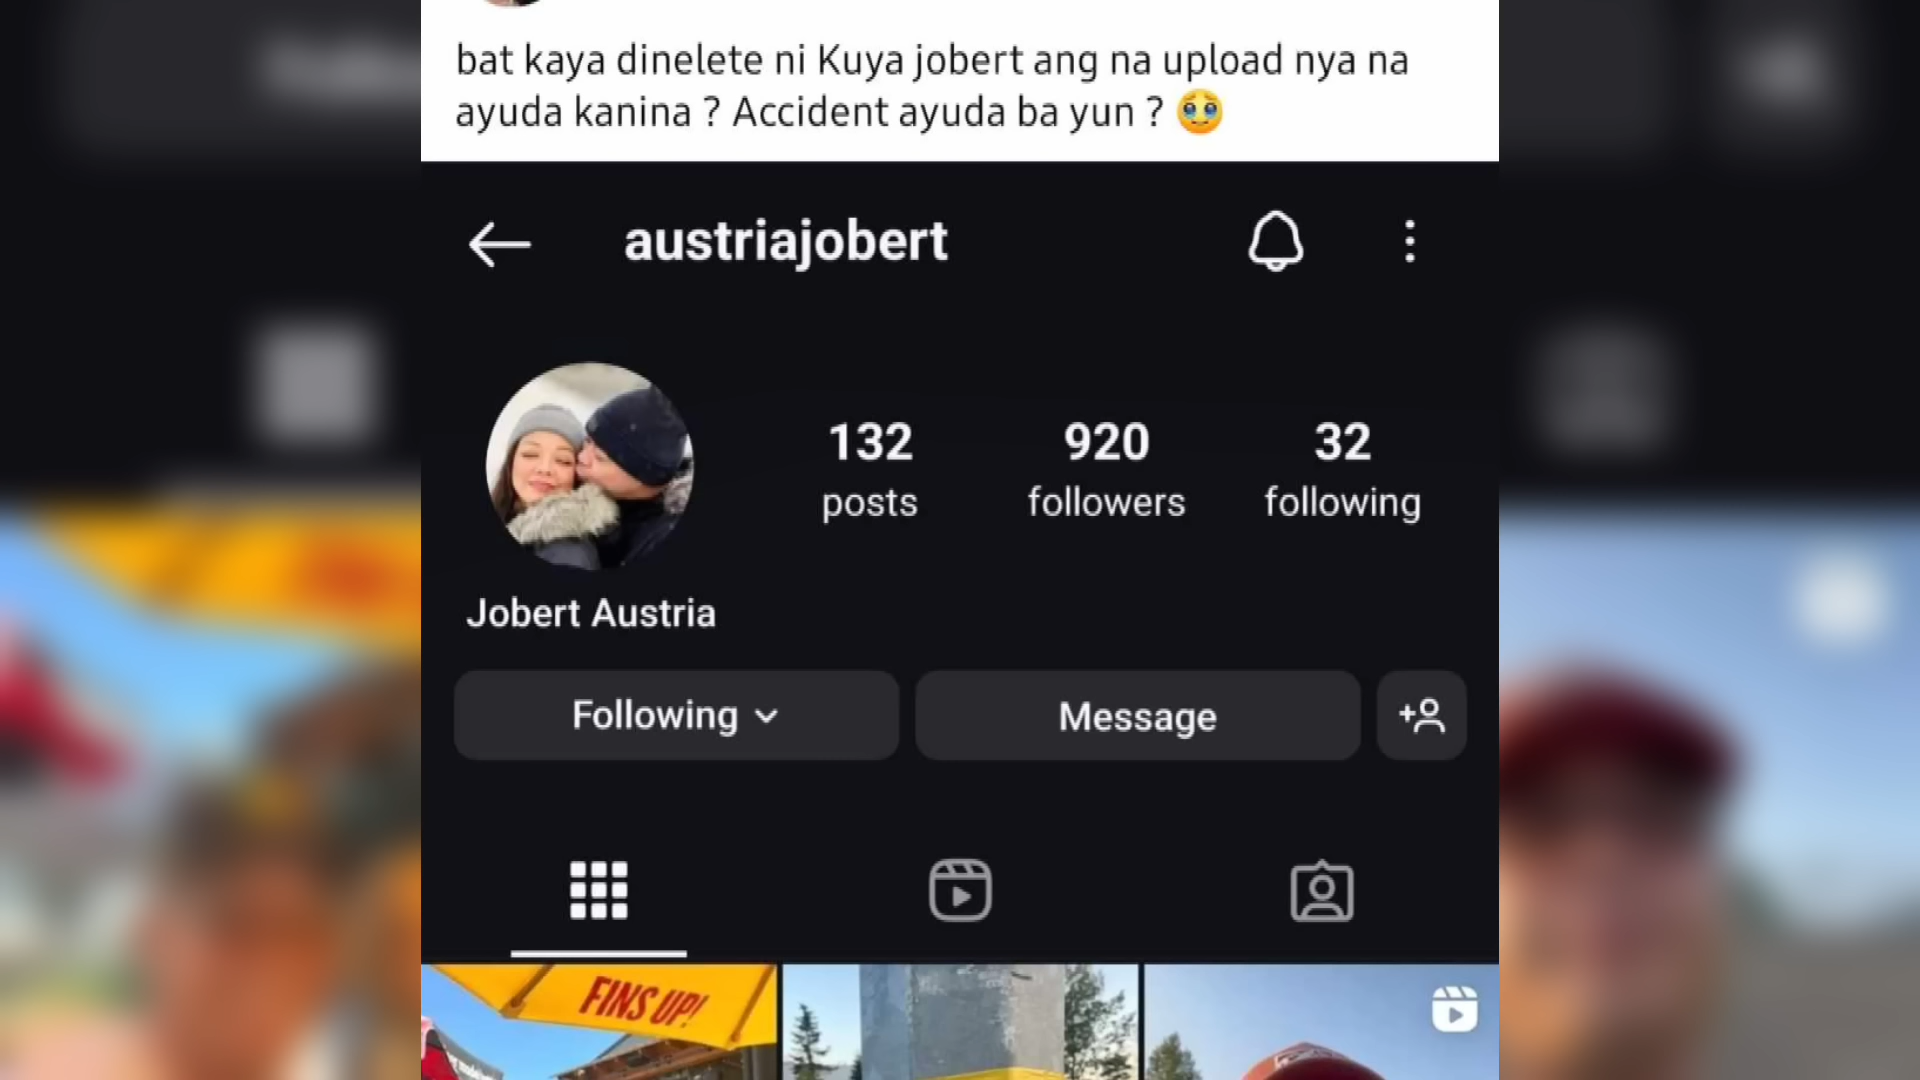 bat kaya dinelete ni Kuya jobert ang na upload nya na
ayuda kanina ? Accident ayuda ba yun ? 🥹
austriajobert
132
posts
920
followers
32
following
Jobert Austria
Following
Message
FINS UP!